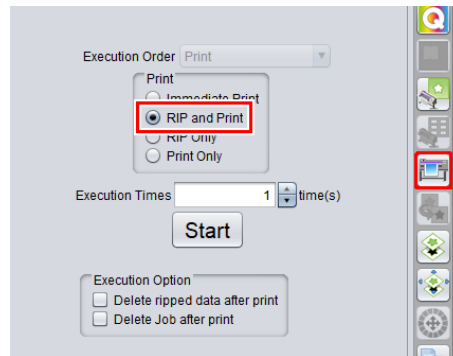 Execution Order Print
Print
Immediate Print
RIP and Print
RIP Only
Print Only
Execution Times 1 time(s)
Start
Execution Option
Delete ripped data after print
Delete Job after print